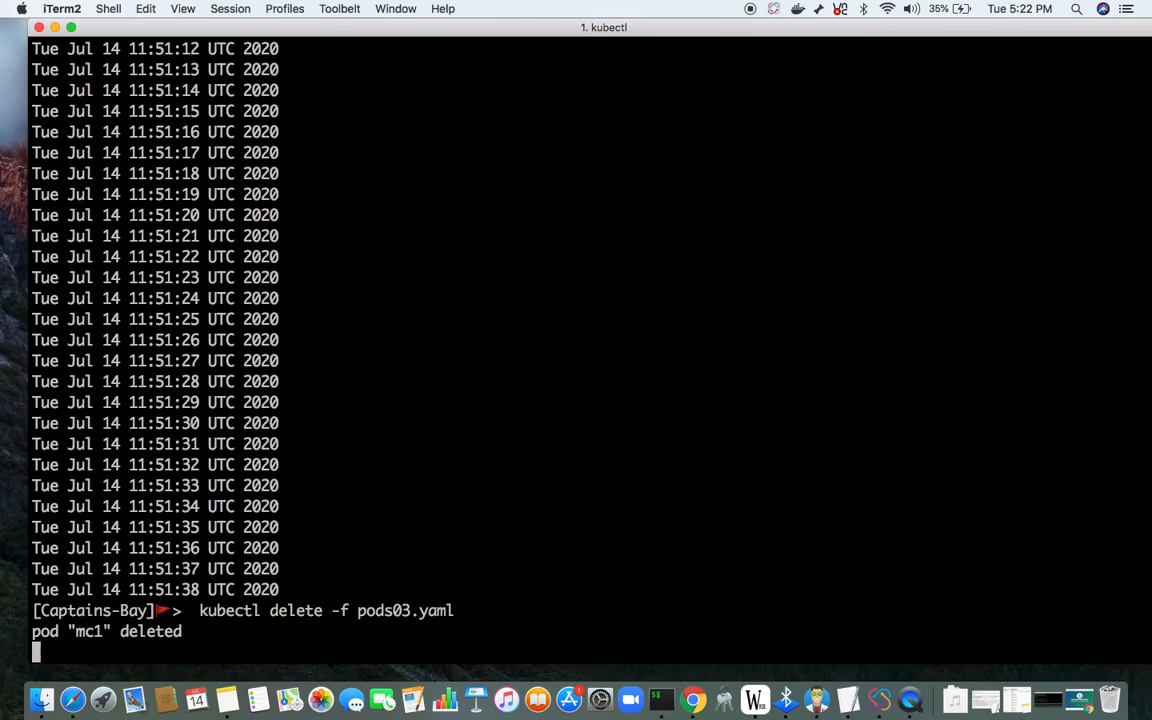 iTerm2 Shell Edit View Session Profiles Toolbelt Window Help 35% Tue 5:22 PM
1. kubectl
Tue Jul 14 11:51:12 UTC 2020
Tue Jul 14 11:51:13 UTC 2020
Tue Jul 14 11:51:14 UTC 2020
Tue Jul 14 11:51:15 UTC 2020
Tue Jul 14 11:51:16 UTC 2020
Tue Jul 14 11:51:17 UTC 2020
Tue Jul 14 11:51:18 UTC 2020
Tue Jul 14 11:51:19 UTC 2020
Tue Jul 14 11:51:20 UTC 2020
Tue Jul 14 11:51:21 UTC 2020
Tue Jul 14 11:51:22 UTC 2020
Tue Jul 14 11:51:23 UTC 2020
Tue Jul 14 11:51:24 UTC 2020
Tue Jul 14 11:51:25 UTC 2020
Tue Jul 14 11:51:26 UTC 2020
Tue Jul 14 11:51:27 UTC 2020
Tue Jul 14 11:51:28 UTC 2020
Tue Jul 14 11:51:29 UTC 2020
Tue Jul 14 11:51:30 UTC 2020
Tue Jul 14 11:51:31 UTC 2020
Tue Jul 14 11:51:32 UTC 2020
Tue Jul 14 11:51:33 UTC 2020
Tue Jul 14 11:51:34 UTC 2020
Tue Jul 14 11:51:35 UTC 2020
Tue Jul 14 11:51:36 UTC 2020
Tue Jul 14 11:51:37 UTC 2020
Tue Jul 14 11:51:38 UTC 2020
[Captains-Bay]> kubectl delete -f pods03.yaml
pod "mc1" deleted
14
1
W